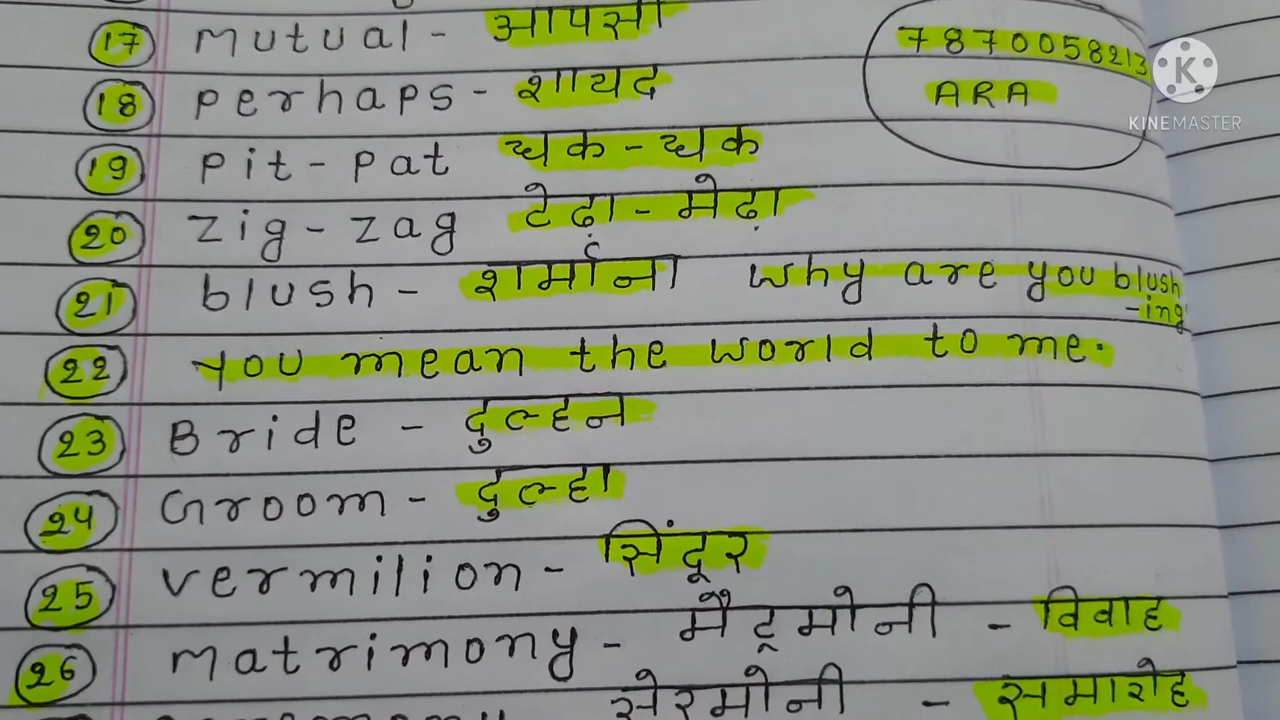 17 Mutual - आपसी
7870058213
ARA
KINEMASTER
18 Perhaps - शायद
19 Pit - Pat धक - धक
20 Zig - Zag टेढ़ा - मेढ़ा
21 blush - शर्माना why are you blush
-ing
22 You mean the world to me.
23 Bride - दुल्हन
24 Groom - दुल्हा
25 vermilion - सिंदूर
26 Matrimony - मैट्रमोनी - विवाह
सेरमोनी - समारोह